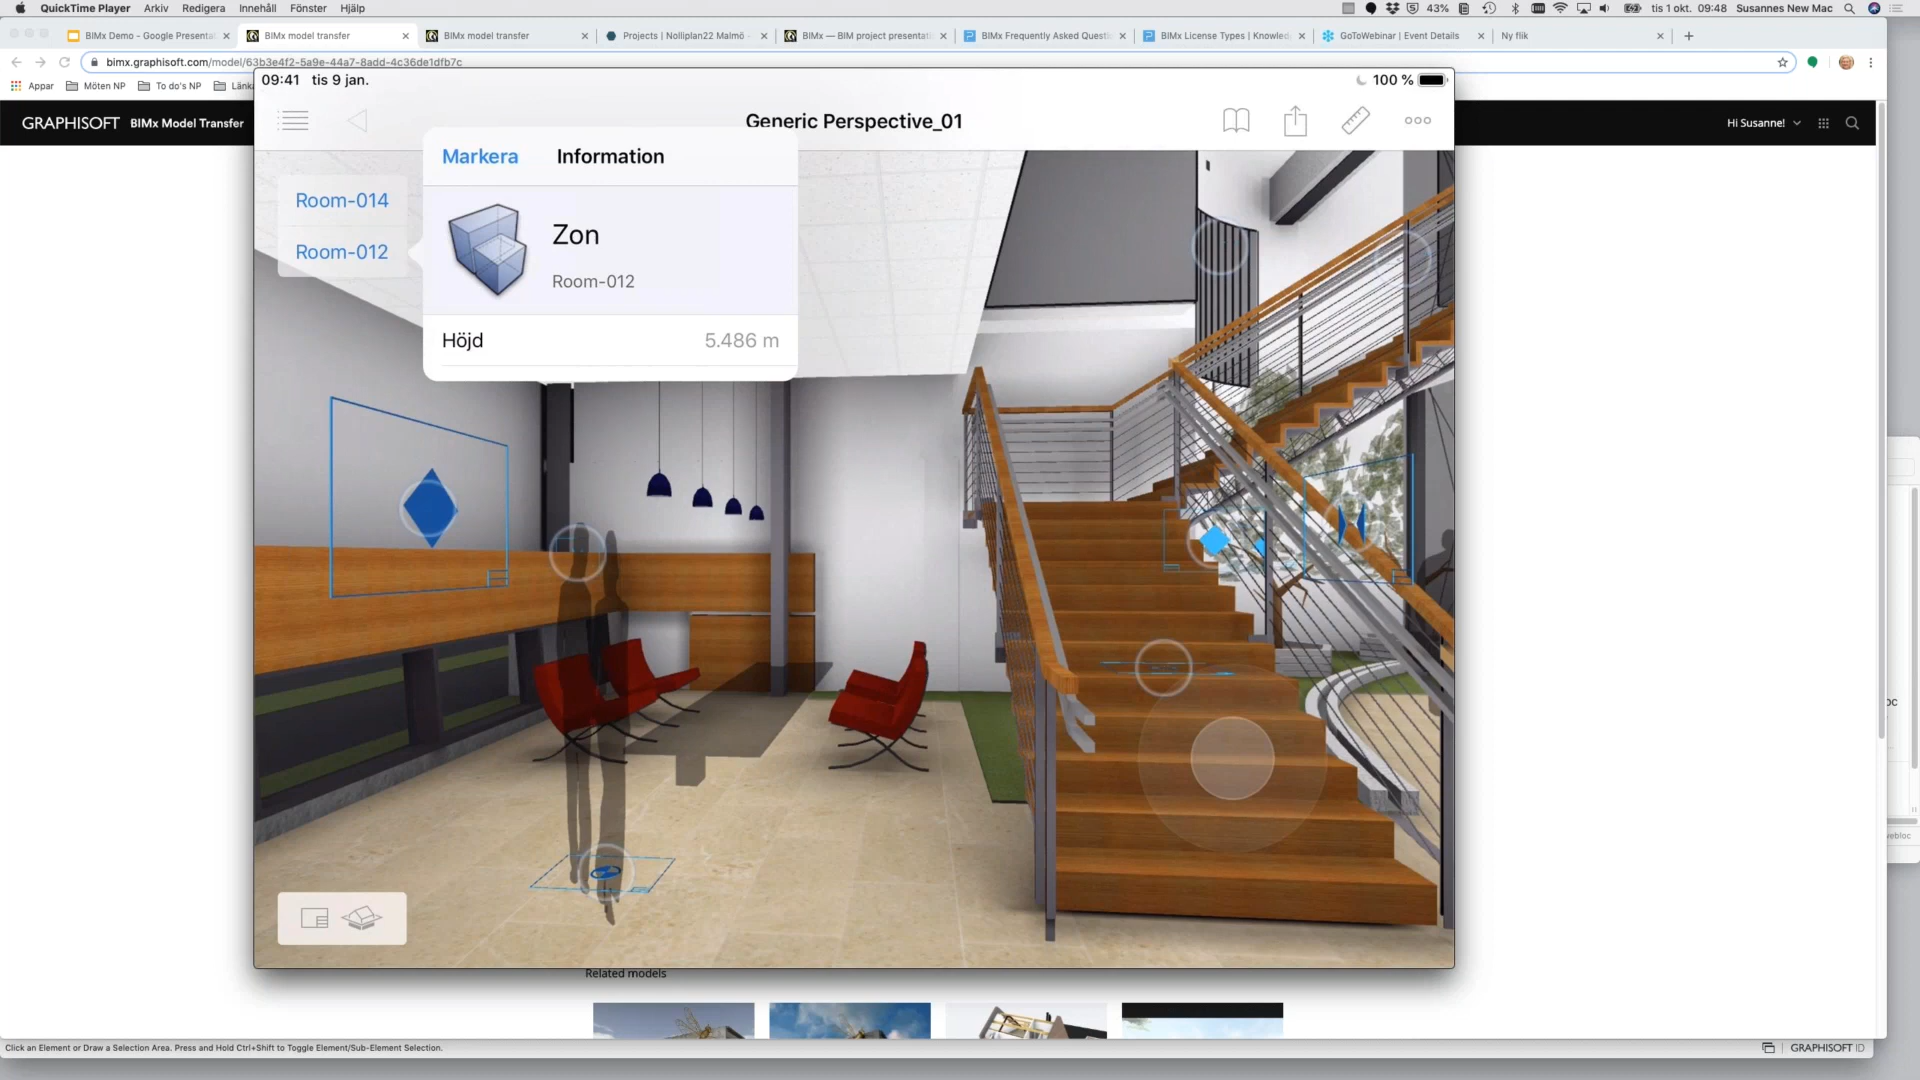 QuickTime Player Arkiv Redigera Innehåll Fönster Hjälp 43% tis 1 okt. 09:48 Susannes New Mac
BIMx Demo - Google Presenta BIMx model transfer BIMx model transfer Projects | Nolliplan22 Malmö - BIMx — BIM project presentati BIMx Frequently Asked Questi BIMx License Types | Knowled GoToWebinar | Event Details Ny flik
bimx.graphisoft.com/model/63b3e4f2-5a9e-44a7-8add-4c36de1dfb7c
Appar Möten NP To do's NP Länk
09:41 tis 9 jan. 100 %
GRAPHISOFT BIMx Model Transfer Hi Susanne!
Generic Perspective_01
Markera Information
Room-014
Room-012
Zon
Room-012
Höjd 5.486 m
Related models
Click an Element or Draw a Selection Area. Press and Hold Ctrl+Shift to Toggle Element/Sub-Element Selection.
GRAPHISOFT ID